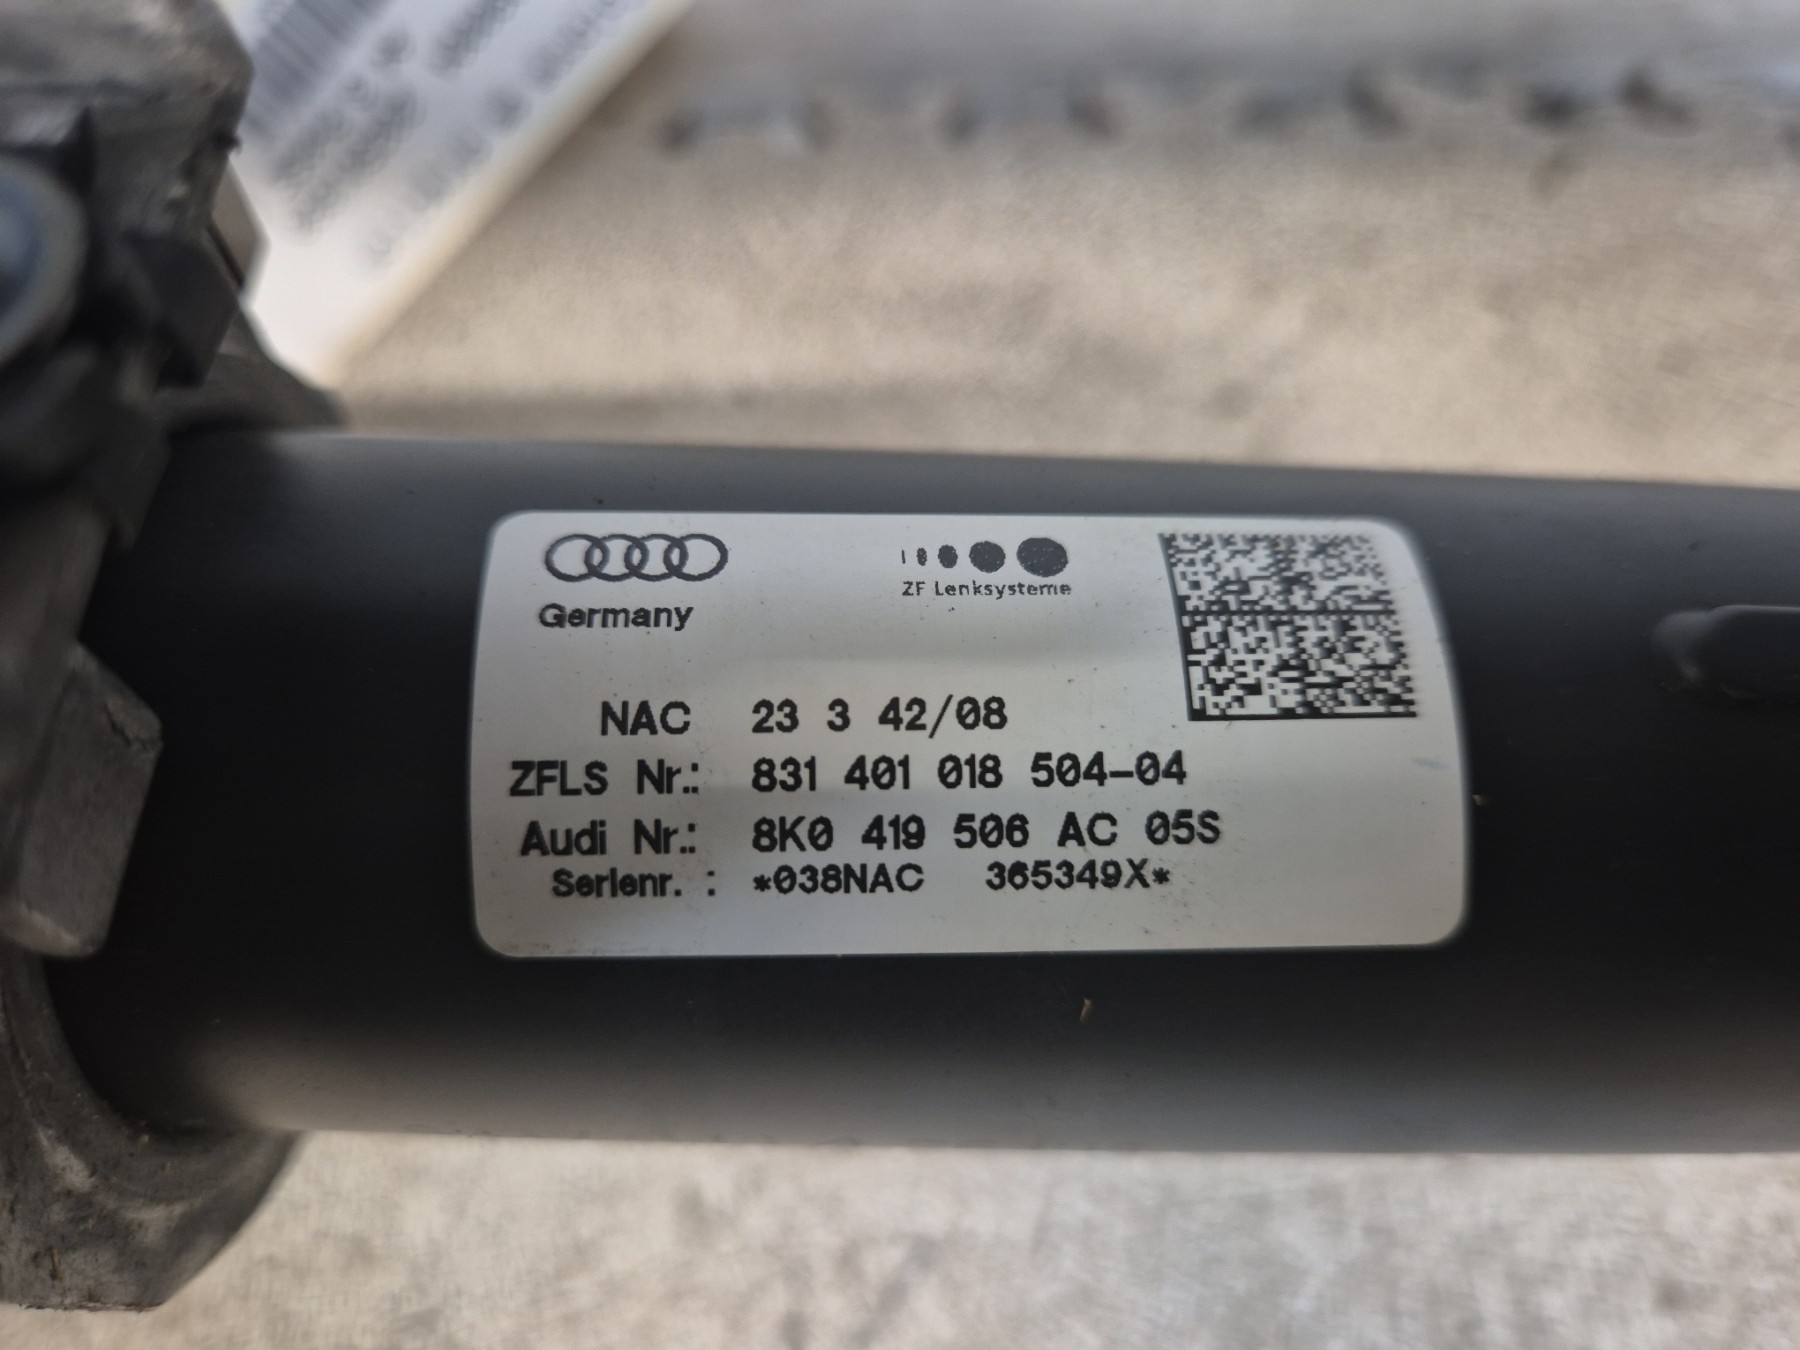 Germany
ZF Lenksysteme
NAC 23 3 42/08
ZFLS Nr.: 831 401 018 504-04
Audi Nr.: 8K0 419 506 AC 05S
Serienr. : *038NAC 365349X*